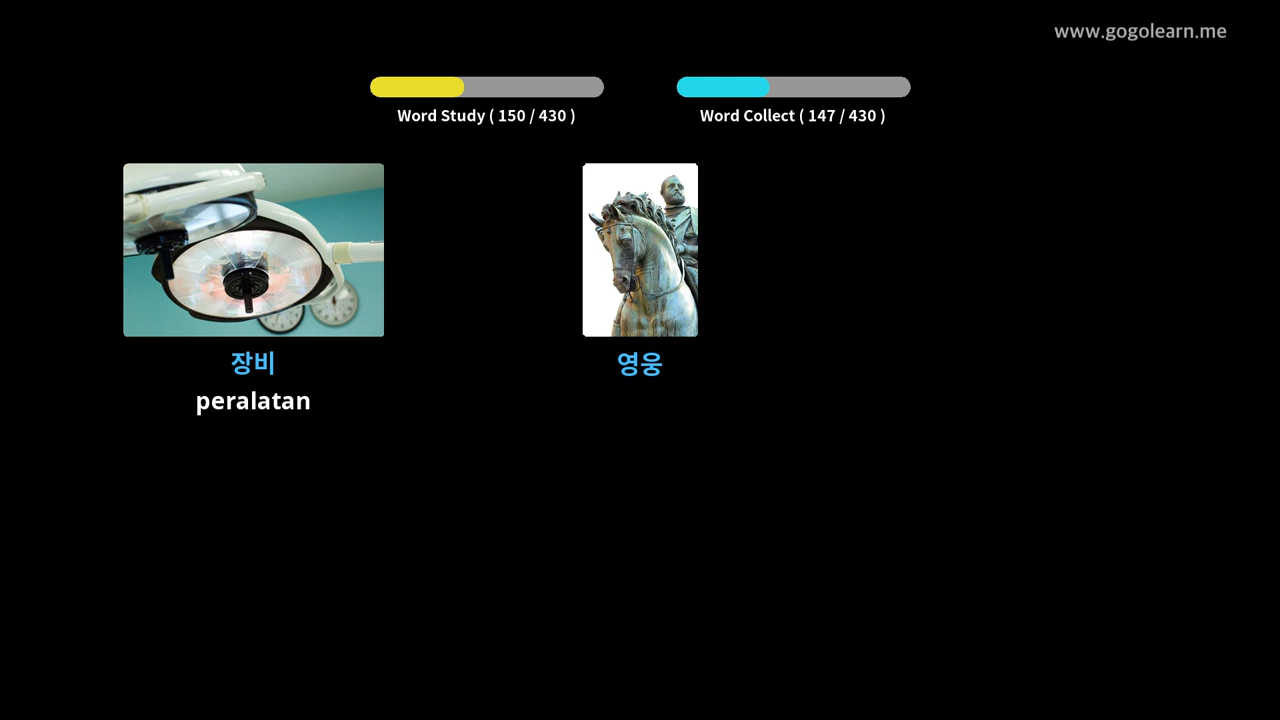 www.gogolearn.me
Word Study ( 150 / 430 )
Word Collect ( 147 / 430 )
장비
peralatan
영웅